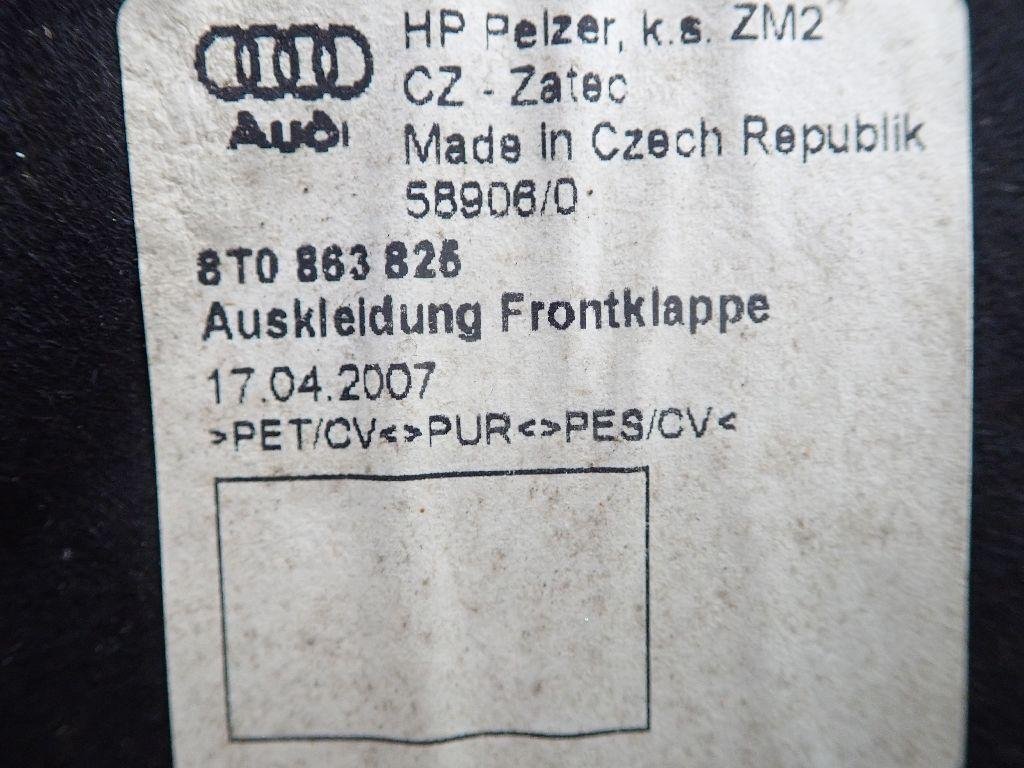 Audi
HP Pelzer, k.s. ZM2
CZ - Zatec
Made in Czech Republik
58906/0
8T0 863 825
Auskleidung Frontklappe
17.04.2007
>PET/CV<>PUR<>PES/CV<